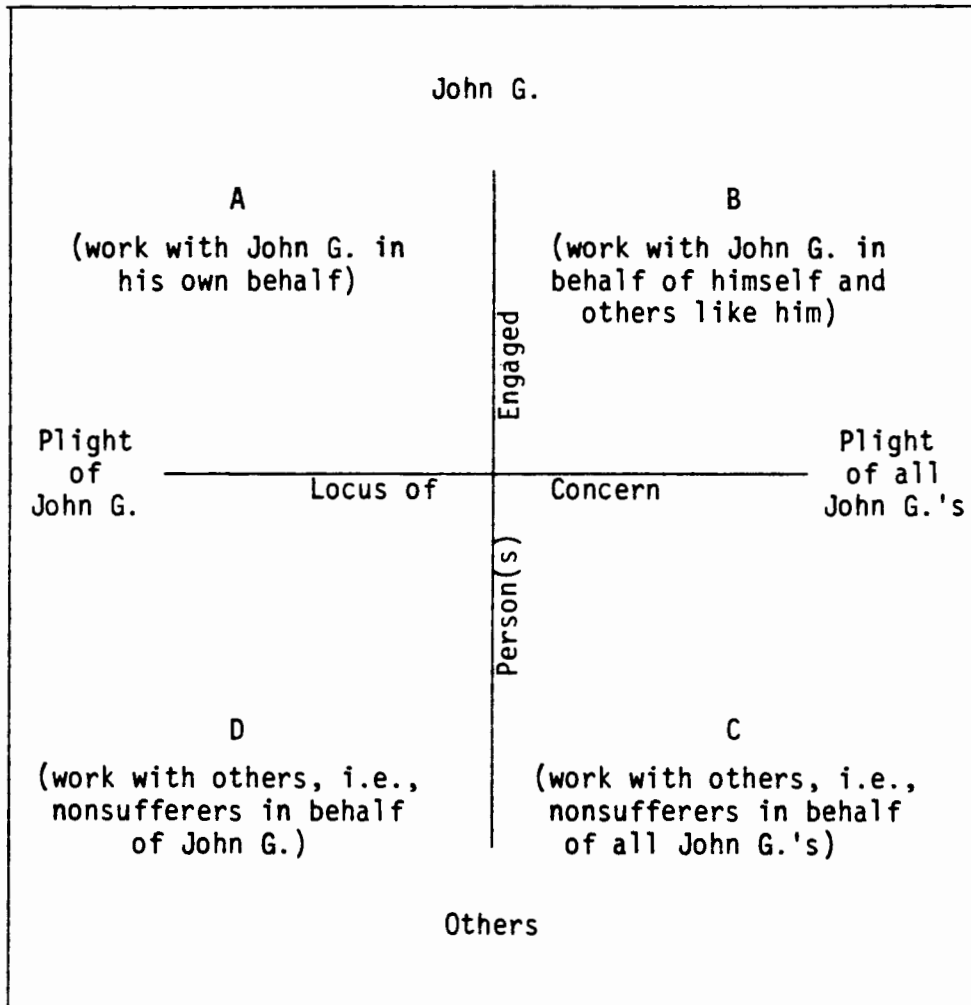 John G.
A
(work with John G. in
his own behalf)
B
(work with John G. in
behalf of himself and
others like him)
Engaged
Plight
of
John G.
Locus of Concern
Plight
of all
John G.'s
Person(s)
D
(work with others, i.e.,
nonsufferers in behalf
of John G.)
C
(work with others, i.e.,
nonsufferers in behalf
of all John G.'s)
Others